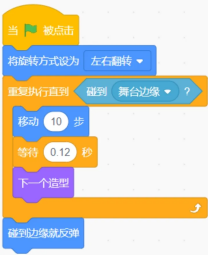 当 被点击
将旋转方式设为 左右翻转
重复执行直到 碰到 舞台边缘 ?
移动 10 步
等待 0.12 秒
下一个造型
碰到边缘就反弹